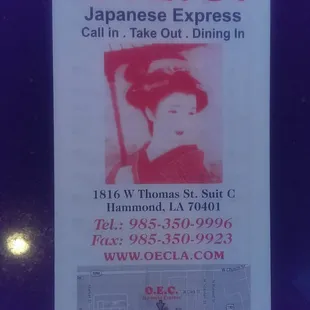 Japanese Express
Call in . Take Out . Dining In
1816 W Thomas St. Suit C
Hammond, LA 70401
Tel.: 985-350-9996
Fax: 985-350-9923
WWW.OECLA.COM
O.E.C.